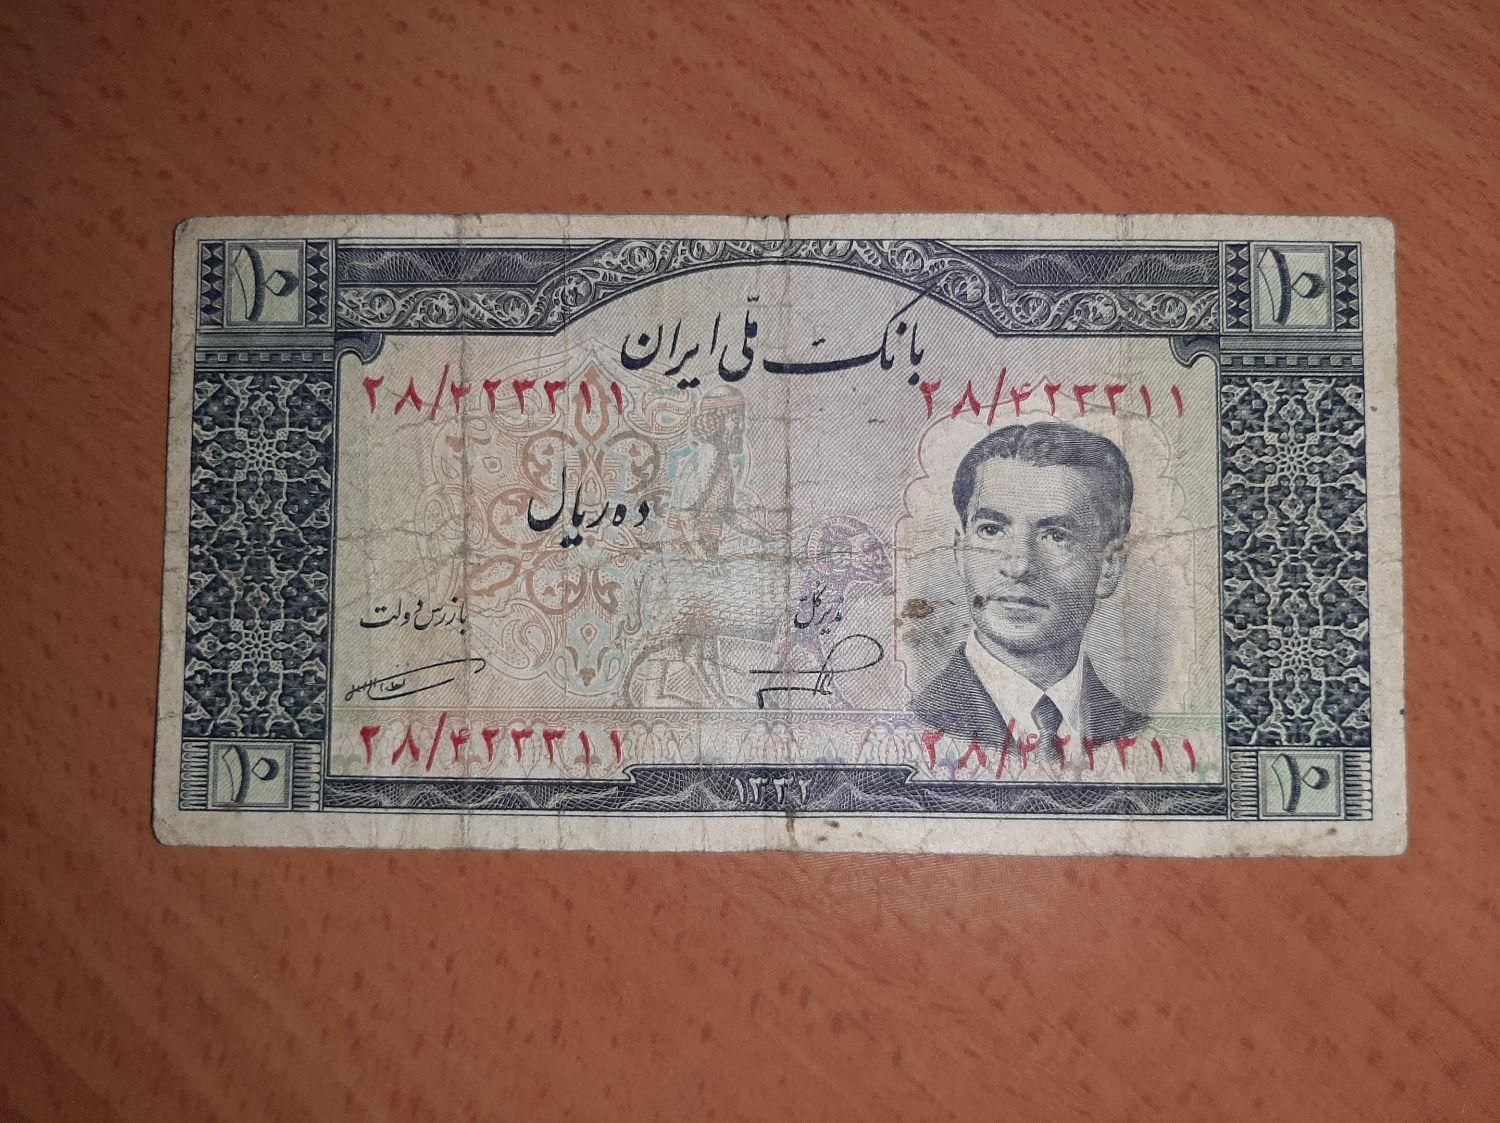 ۱۰ ۱۰
بانک ملّی ایران
۲۸/۴۲۳۳۱۱ ۲۸/۴۲۳۳۱۱
ده ریال
مدیر کلّ بازرس دولت
۲۸/۴۲۳۳۱۱ ۲۸/۴۲۳۳۱۱
۱۰ ۱۳۳۲ ۱۰